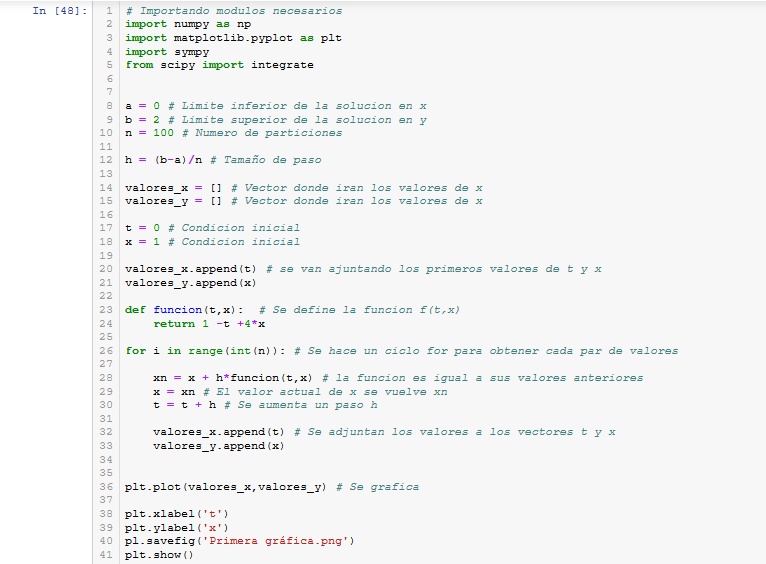 In [48]:
1 # Importando modulos necesarios
2 import numpy as np
3 import matplotlib.pyplot as plt
4 import sympy
5 from scipy import integrate
6
7
8 a = 0 # Limite inferior de la solucion en x
9 b = 2 # Limite superior de la solucion en y
10 n = 100 # Numero de particiones
11
12 h = (b-a)/n # Tamaño de paso
13
14 valores_x = [] # Vector donde iran los valores de x
15 valores_y = [] # Vector donde iran los valores de x
16
17 t = 0 # Condicion inicial
18 x = 1 # Condicion inicial
19
20 valores_x.append(t) # se van ajuntando los primeros valores de t y x
21 valores_y.append(x)
22
23 def funcion(t,x):  # Se define la funcion f(t,x)
24     return 1 -t +4*x
25
26 for i in range(int(n)): # Se hace un ciclo for para obtener cada par de valores
27
28     xn = x + h*funcion(t,x) # la funcion es igual a sus valores anteriores
29     x = xn # El valor actual de x se vuelve xn
30     t = t + h # Se aumenta un paso h
31
32     valores_x.append(t) # Se adjuntan los valores a los vectores t y x
33     valores_y.append(x)
34
35
36 plt.plot(valores_x,valores_y) # Se grafica
37
38 plt.xlabel('t')
39 plt.ylabel('x')
40 pl.savefig('Primera gráfica.png')
41 plt.show()